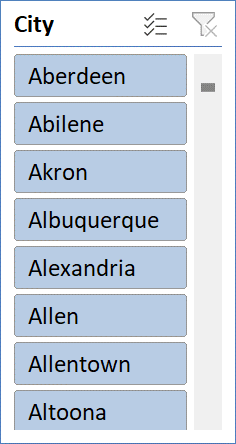 City
Aberdeen
Abilene
Akron
Albuquerque
Alexandria
Allen
Allentown
Altoona